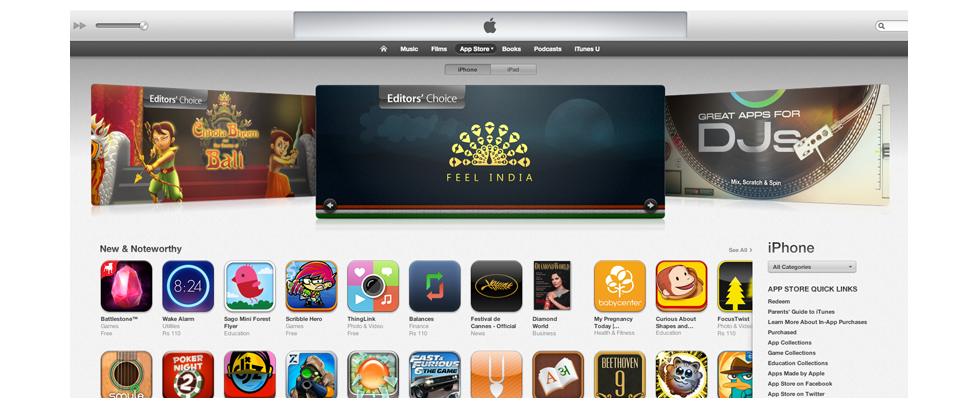 Music Films App Store Books Podcasts iTunes U
iPhone iPad
Editors' Choice
Chhota Bheem
Bali
Editors' Choice
FEEL INDIA
GREAT APPS FOR
DJs
Mix, Scratch & Spin
New & Noteworthy
See All >
8:24
DIAMOND WORLD
babycenter
Battlestone™
Games
Free
Wake Alarm
Utilities
Rs 110
Sago Mini Forest
Flyer
Education
Scribble Hero
Games
Free
ThingLink
Photo & Video
Free
Balances
Finance
Rs 110
Festival de
Cannes - Official
News
Diamond
World
Business
My Pregnancy
Today |...
Health & Fitness
Curious About
Shapes and...
Education
FocusTwist
Photo & Video
Rs 110
POKER
NIGHT
2
FAST &
FURIOUS
6
THE GAME
A अ
BEETHOVEN
9
iPhone
All Categories
APP STORE QUICK LINKS
Redeem
Parents' Guide to iTunes
Learn More About In-App Purchases
Purchased
App Collections
Game Collections
Education Collections
Apps Made by Apple
App Store on Facebook
App Store on Twitter